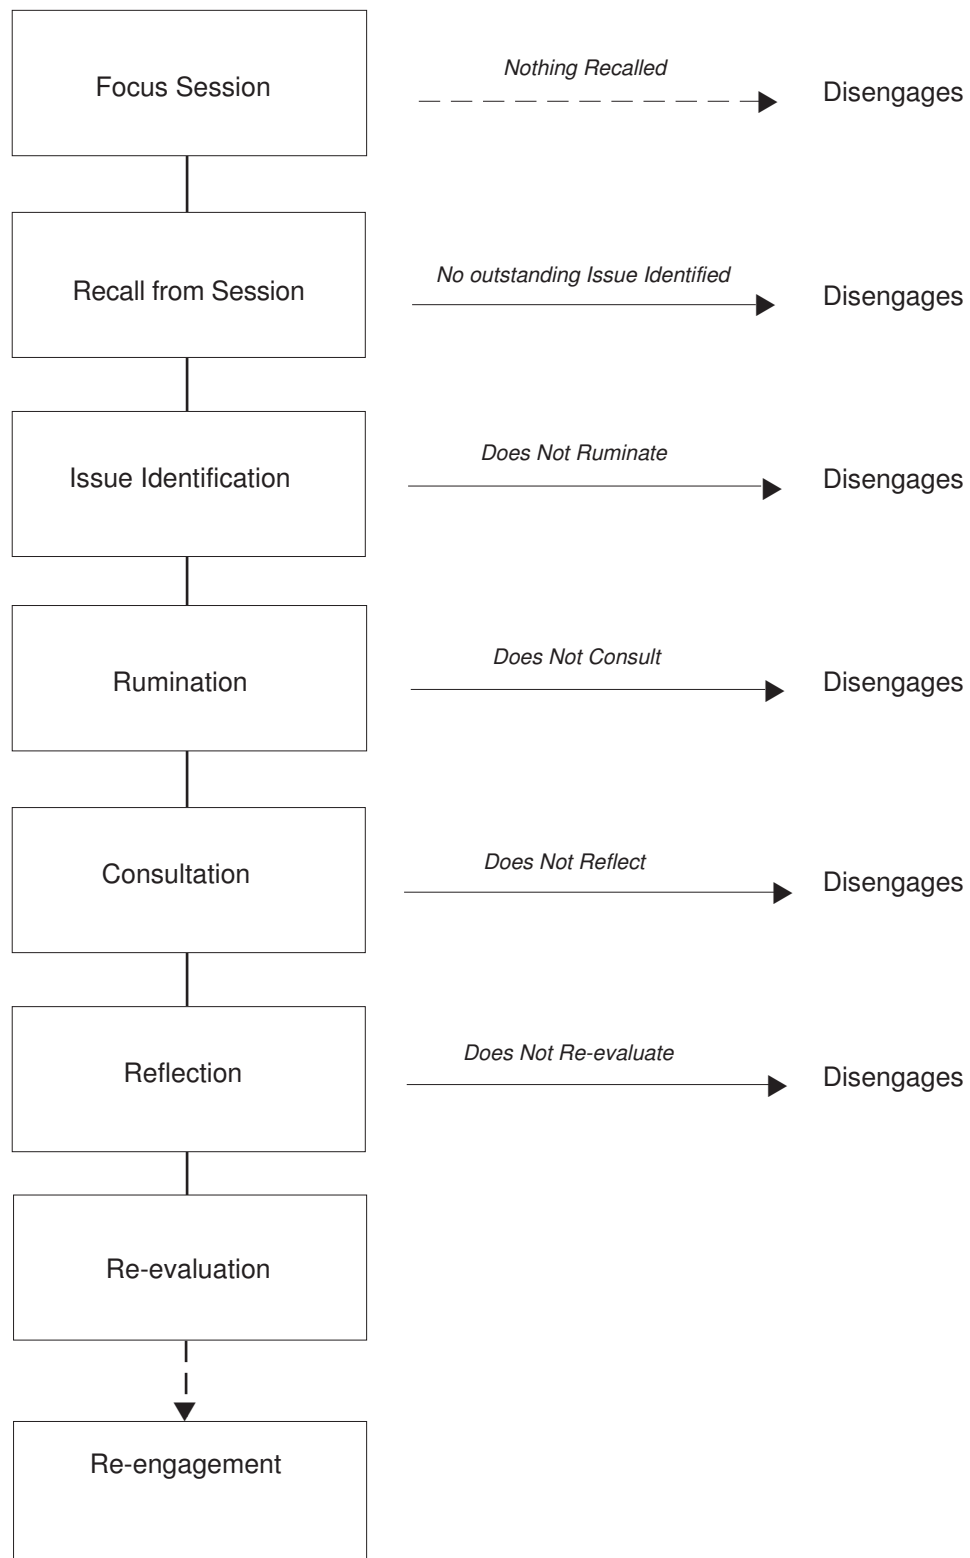 Focus Session
Nothing Recalled
Disengages
Recall from Session
No outstanding Issue Identified
Disengages
Issue Identification
Does Not Ruminate
Disengages
Rumination
Does Not Consult
Disengages
Consultation
Does Not Reflect
Disengages
Reflection
Does Not Re-evaluate
Disengages
Re-evaluation
Re-engagement